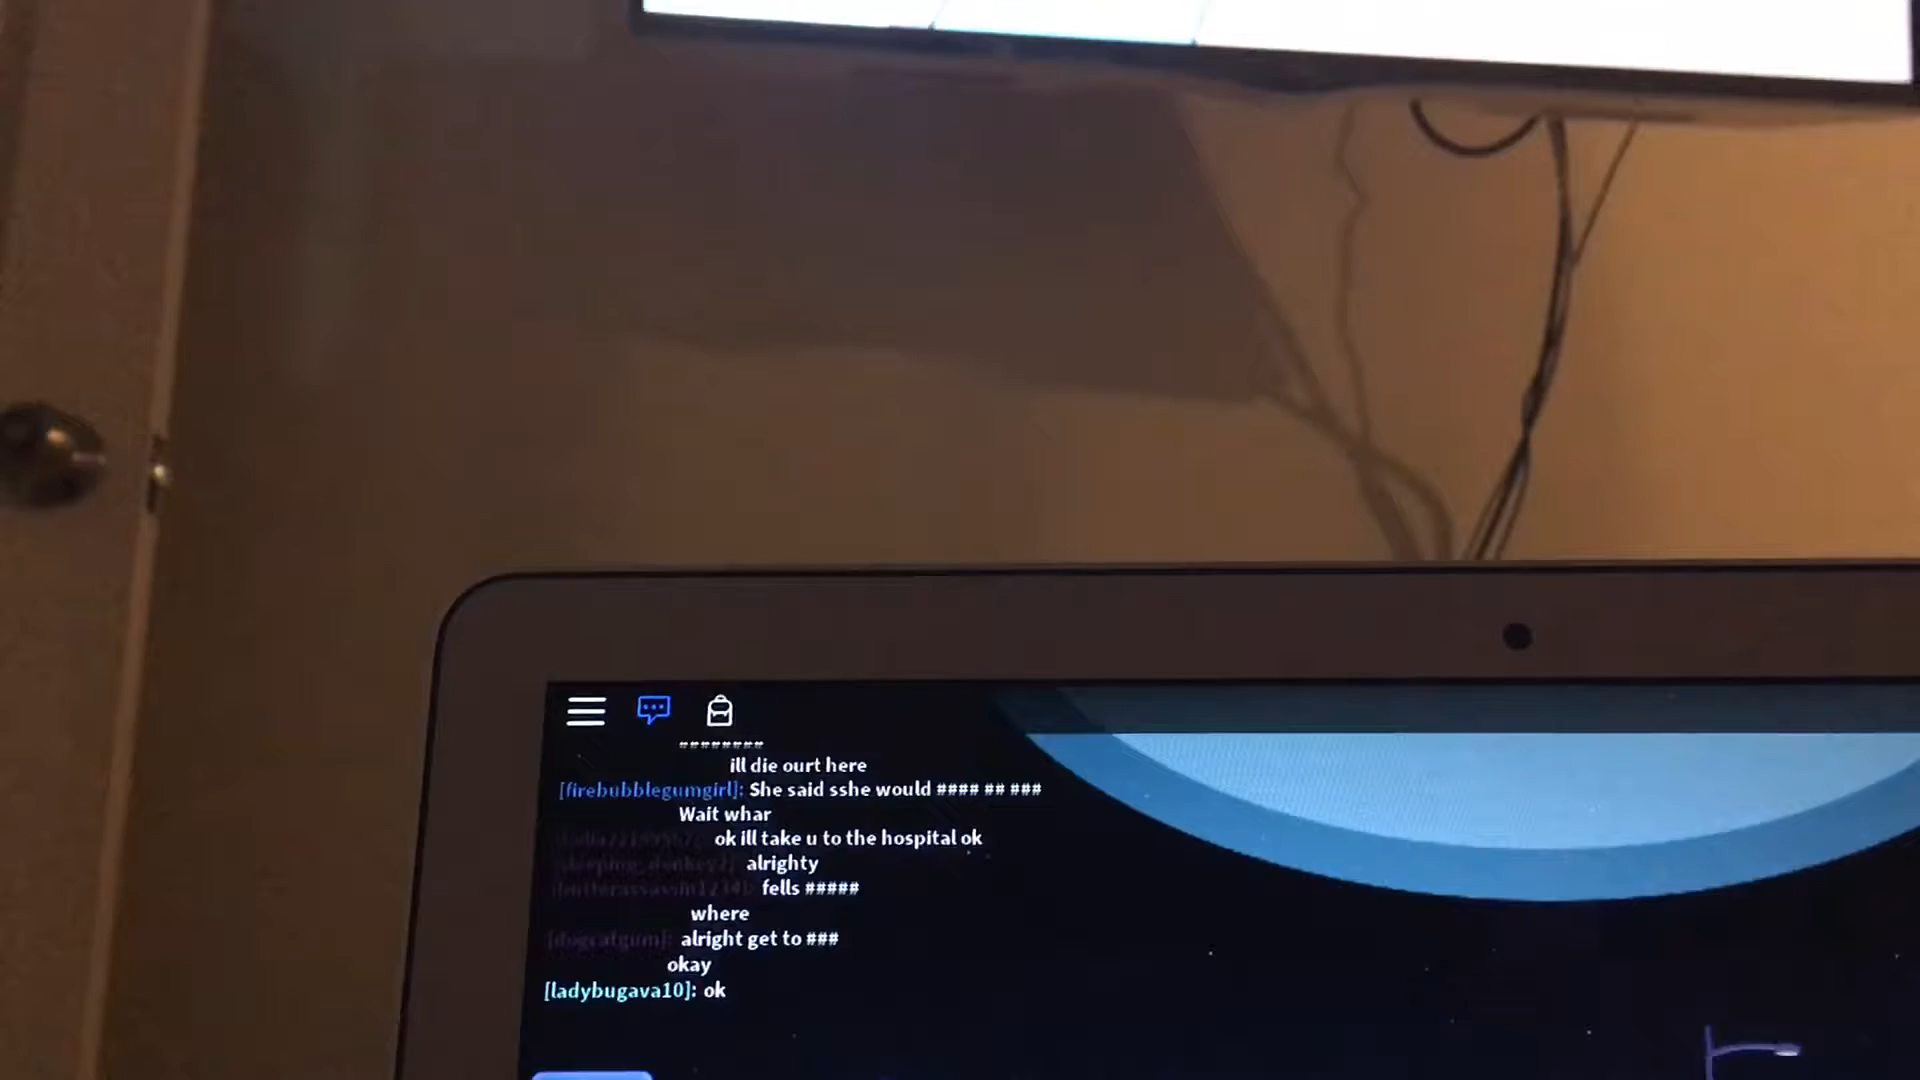 ########
ill die ourt here
[firebubblegumgirl]: She said sshe would #### ## ###
Wait whar
ok ill take u to the hospital ok
alrighty
fells #####
where
[dogcatgum]: alright get to ###
okay
[ladybugava10]: ok